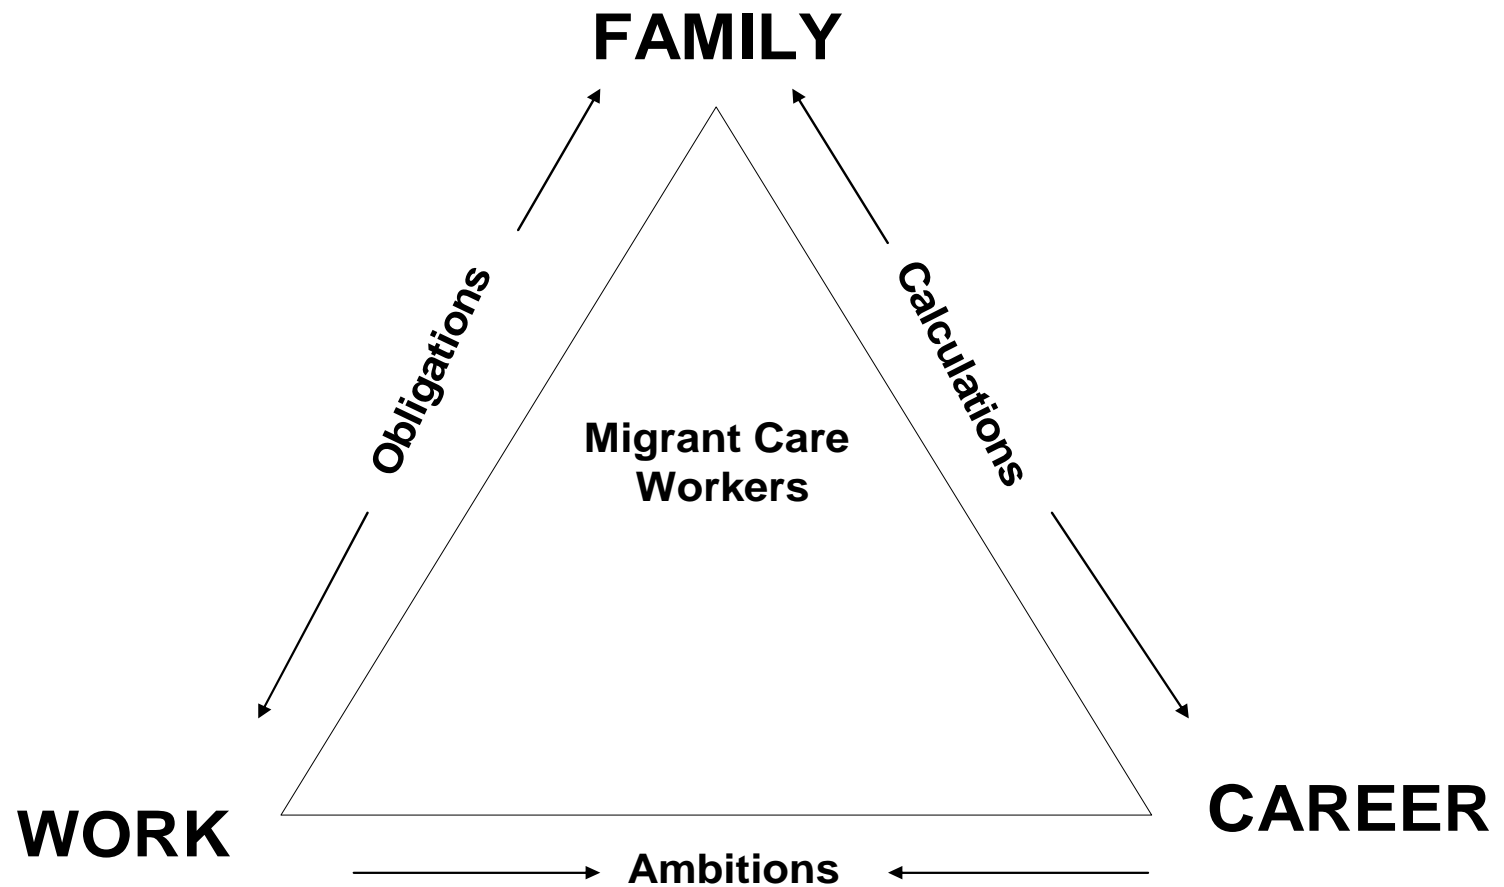 FAMILY
Obligations
Calculations
Migrant Care
Workers
WORK
CAREER
Ambitions